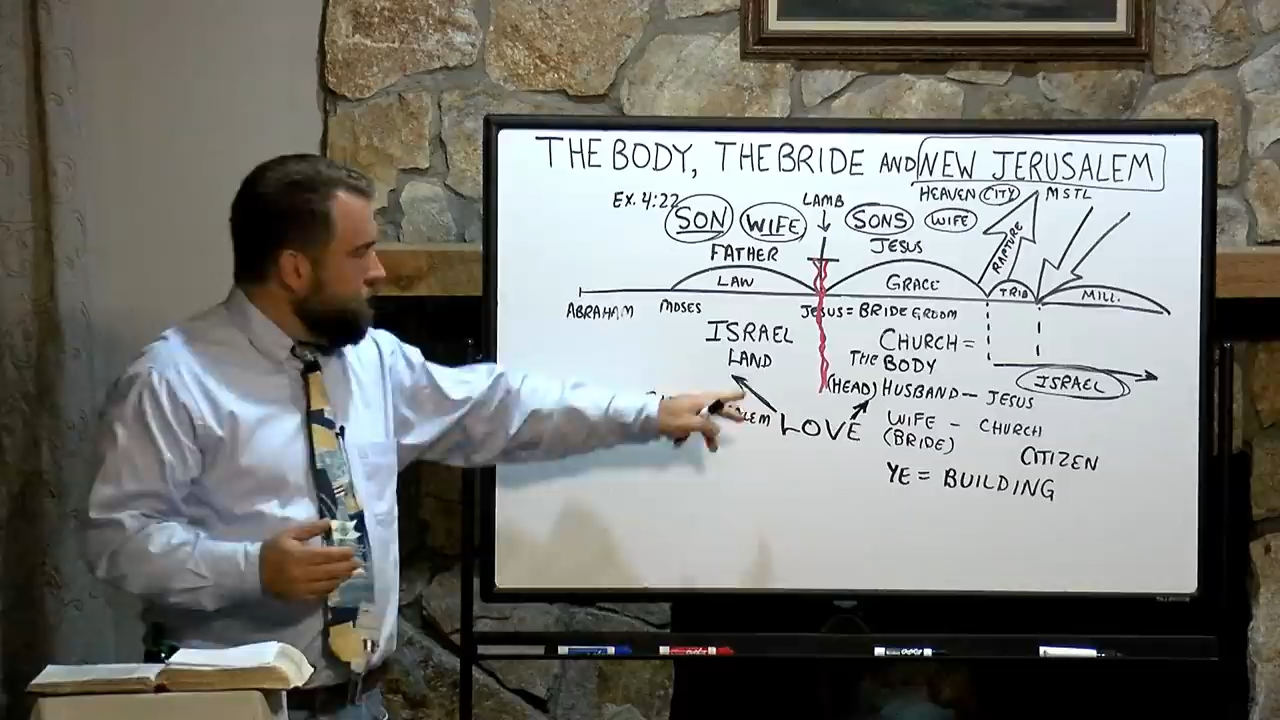 THE BODY, THE BRIDE AND NEW JERUSALEM
HEAVEN CITY MSTL
EX. 4:22 SON WIFE LAMB SONS WIFE
FATHER JESUS RAPTURE
LAW GRACE TRIB MILL.
ABRAHAM MOSES JESUS = BRIDEGROOM
ISRAEL CHURCH =
LAND THE BODY
ISRAEL
(HEAD) HUSBAND - JESUS
LOVE WIFE - CHURCH
(BRIDE) CITIZEN
YE = BUILDING